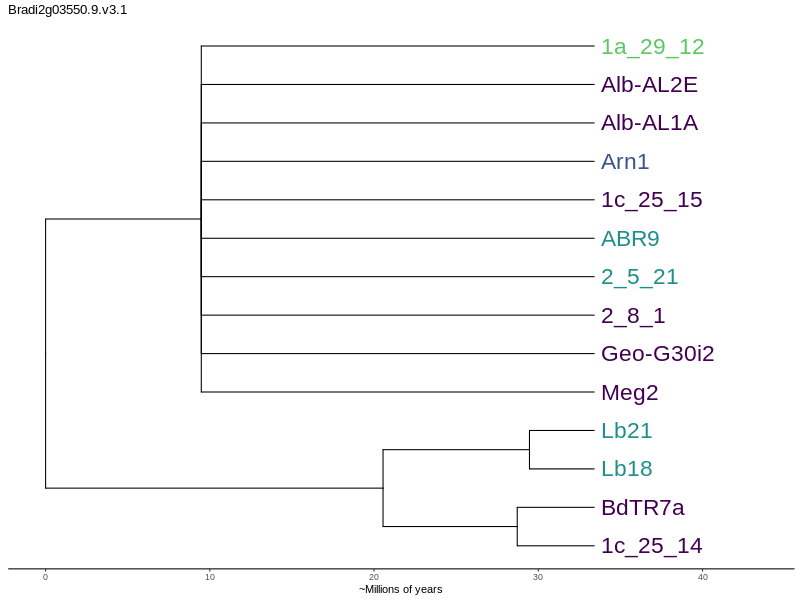 Bradi2g03550.9.v3.1
1a_29_12
Alb-AL2E
Alb-AL1A
Arn1
1c_25_15
ABR9
2_5_21
2_8_1
Geo-G30i2
Meg2
Lb21
Lb18
BdTR7a
1c_25_14
0 10 20 30 40
~Millions of years